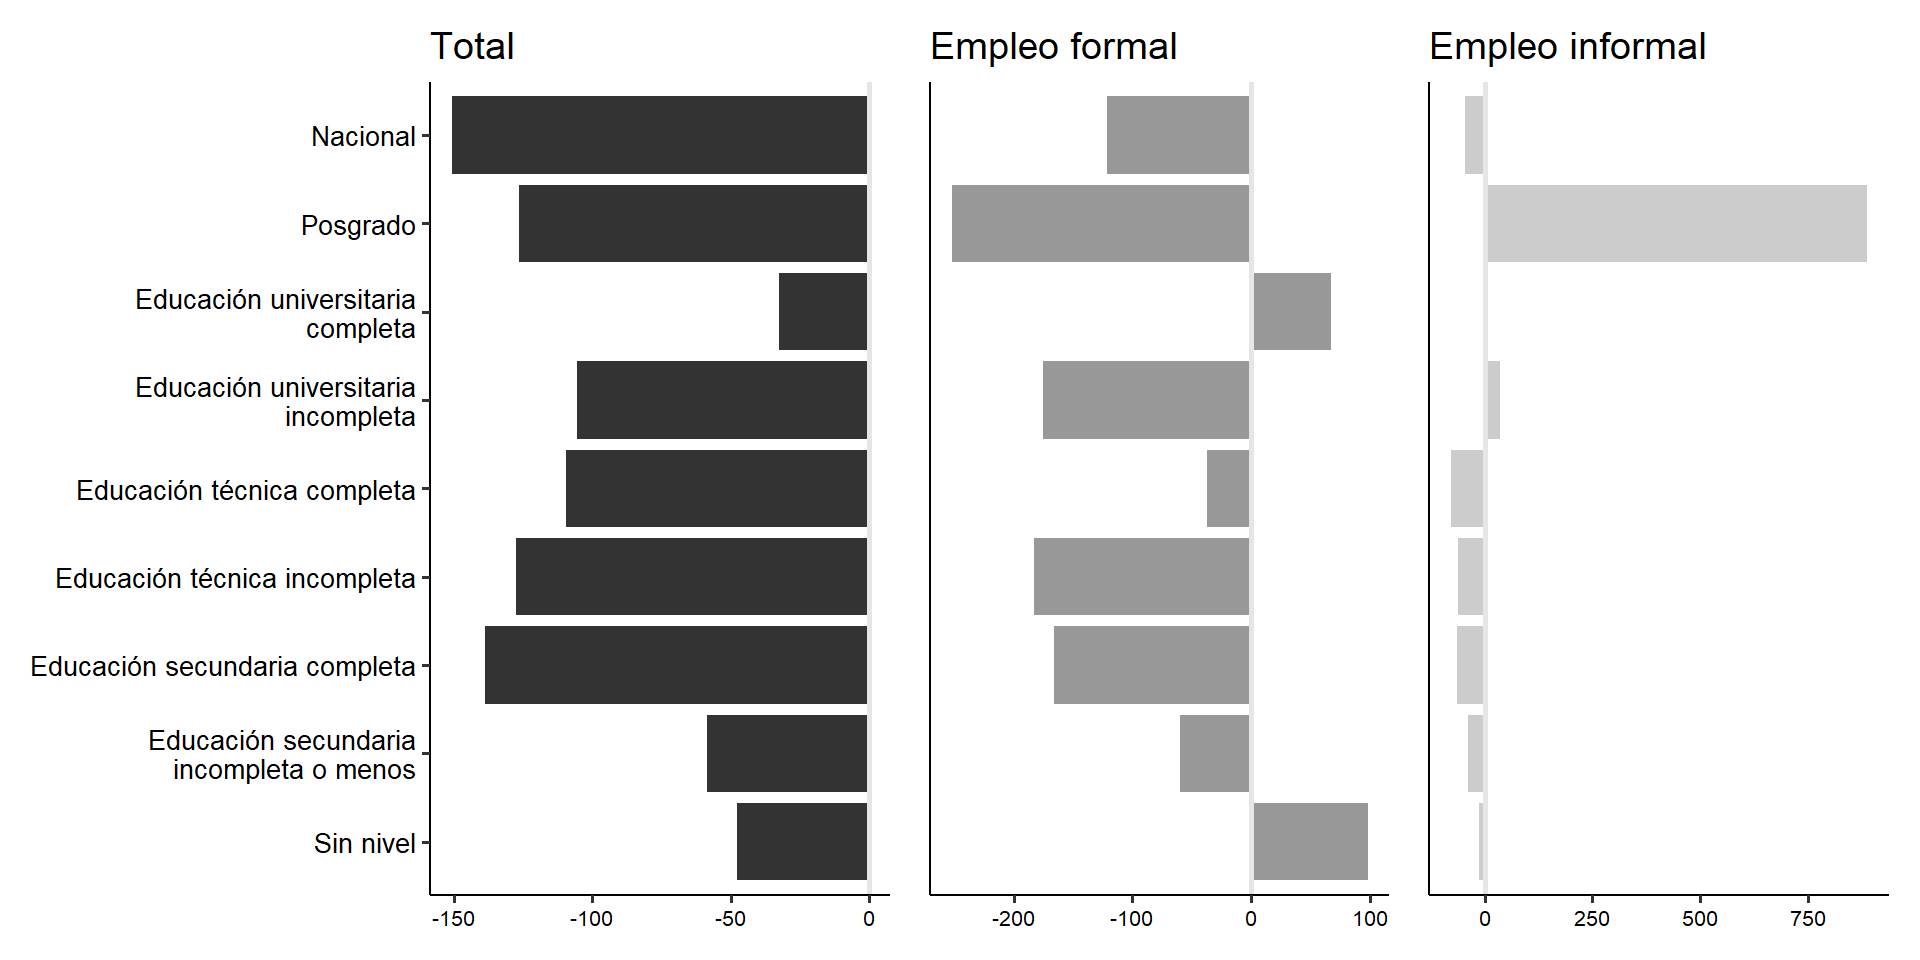 Total
Empleo formal
Empleo informal
Nacional
Posgrado
Educación universitaria
completa
Educación universitaria
incompleta
Educación técnica completa
Educación técnica incompleta
Educación secundaria completa
Educación secundaria
incompleta o menos
Sin nivel
-150 -100 -50 0
-200 -100 0 100
0 250 500 750